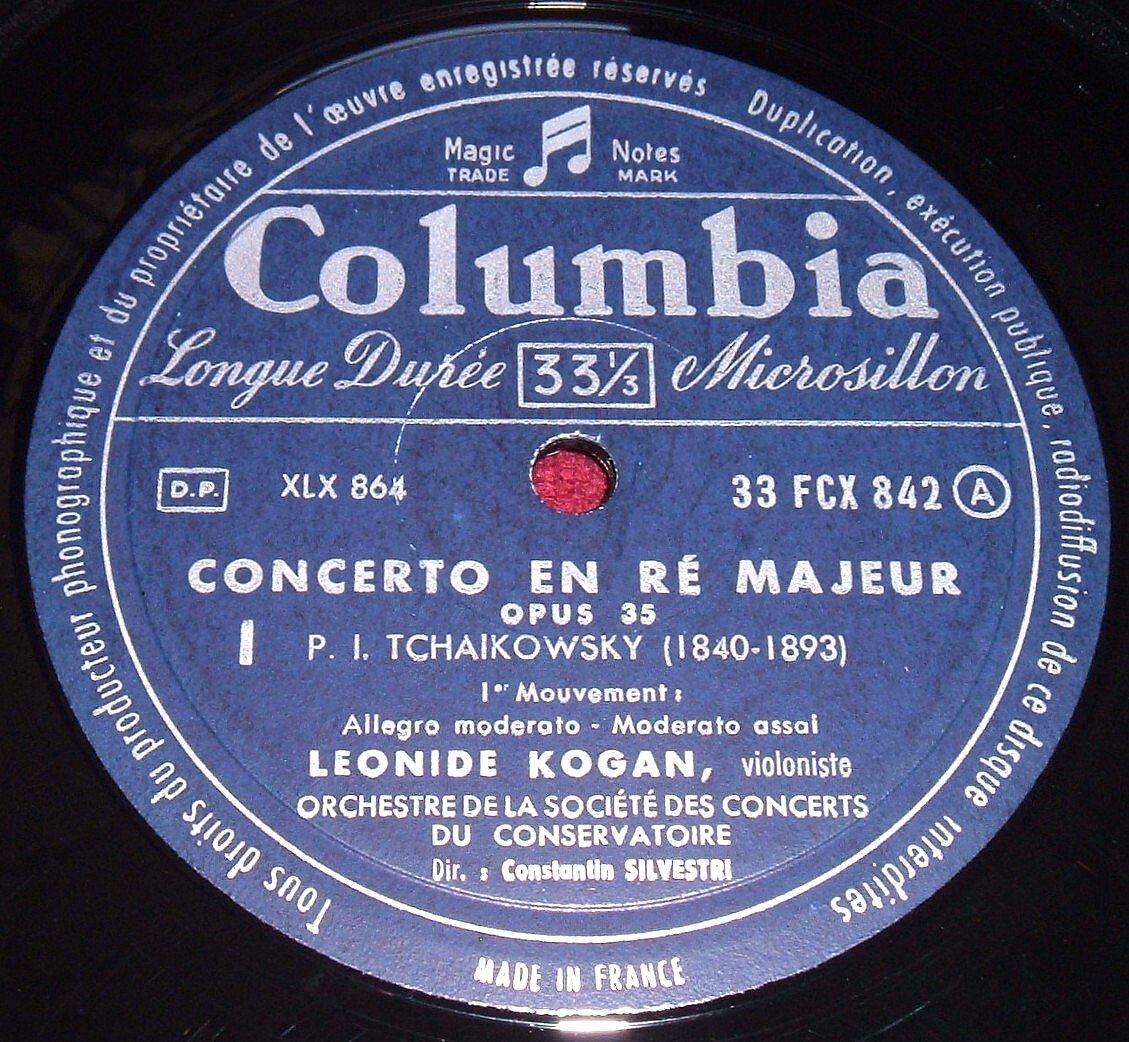 Tous droits du producteur phonographique et du propriétaire de l'œuvre enregistrée réservés Duplication, exécution publique, radiodiffusion de ce disque interdites
Magic Notes
TRADE MARK
Columbia
Longue Durée 33⅓ Microsillon
D.P. XLX 864 33 FCX 842 A
CONCERTO EN RÉ MAJEUR
OPUS 35
I P. I. TCHAIKOWSKY (1840-1893)
1er Mouvement :
Allegro moderato - Moderato assai
LEONIDE KOGAN, violoniste
ORCHESTRE DE LA SOCIÉTÉ DES CONCERTS
DU CONSERVATOIRE
Dir. : Constantin SILVESTRI
MADE IN FRANCE